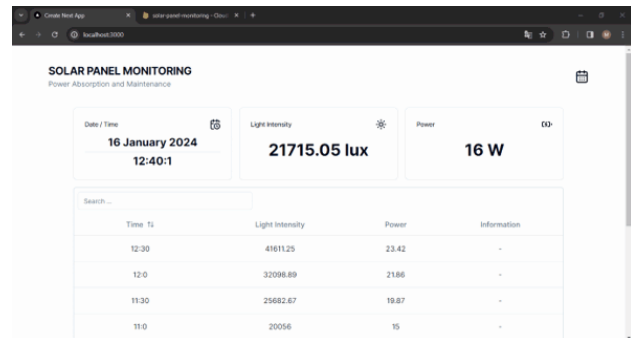 Create Next App
solar-panel-monitoring - Cloud
localhost:3000
SOLAR PANEL MONITORING
Power Absorption and Maintenance
Date / Time
16 January 2024
12:40:1
Light Intensity
21715.05 lux
Power
16 W
Search ...
Time Light Intensity Power Information
12:30 41611.25 23.42 -
12:0 32098.89 21.86 -
11:30 25682.67 19.87 -
11:0 20056 15 -